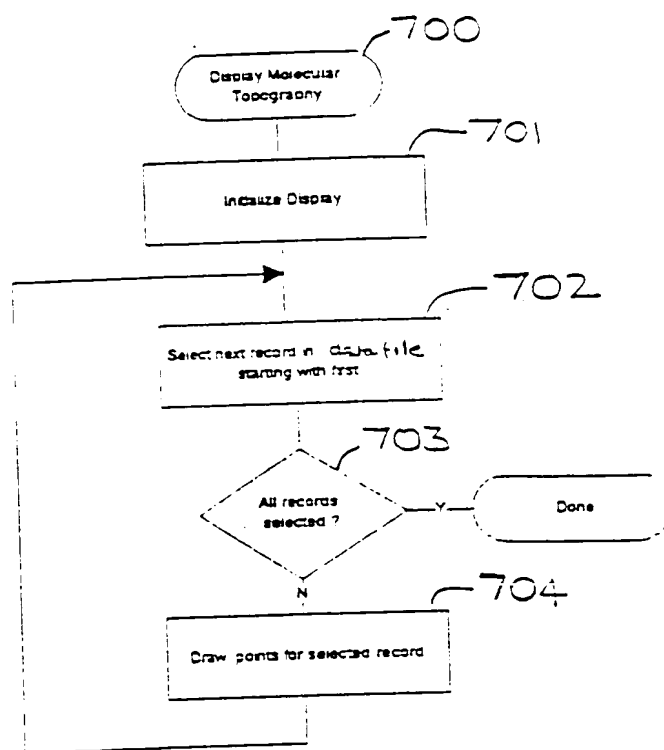 700
Display Molecular
Topography
701
Initialize Display
702
Select next record in data file
starting with first
703
All records
selected ?
Y
Done
N
704
Draw points for selected record